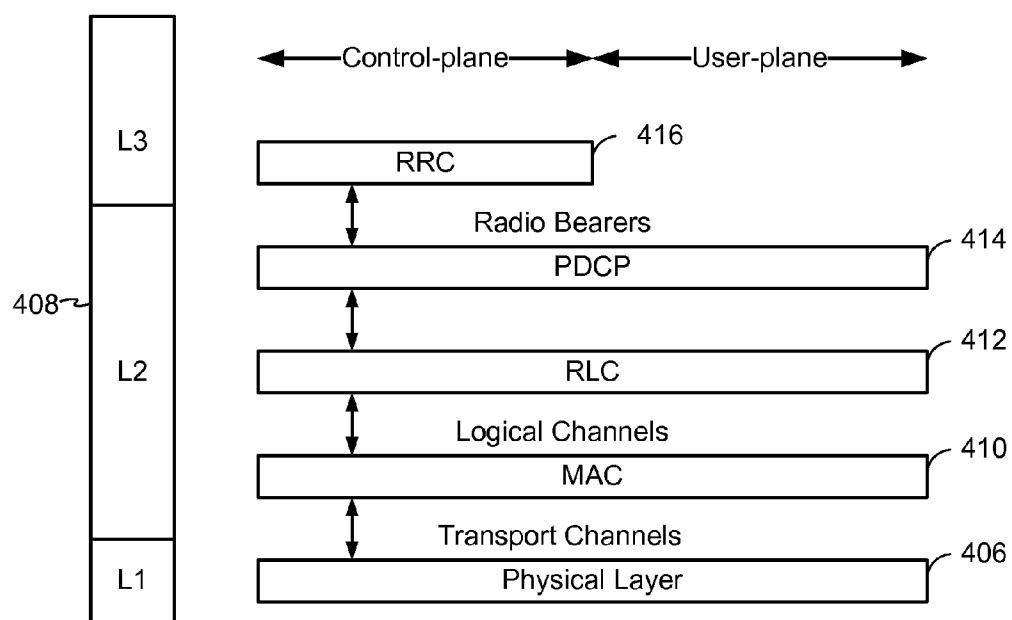 Control-plane User-plane
L3
416
RRC
Radio Bearers
414
PDCP
408
412
L2
RLC
Logical Channels
410
MAC
Transport Channels
406
L1
Physical Layer